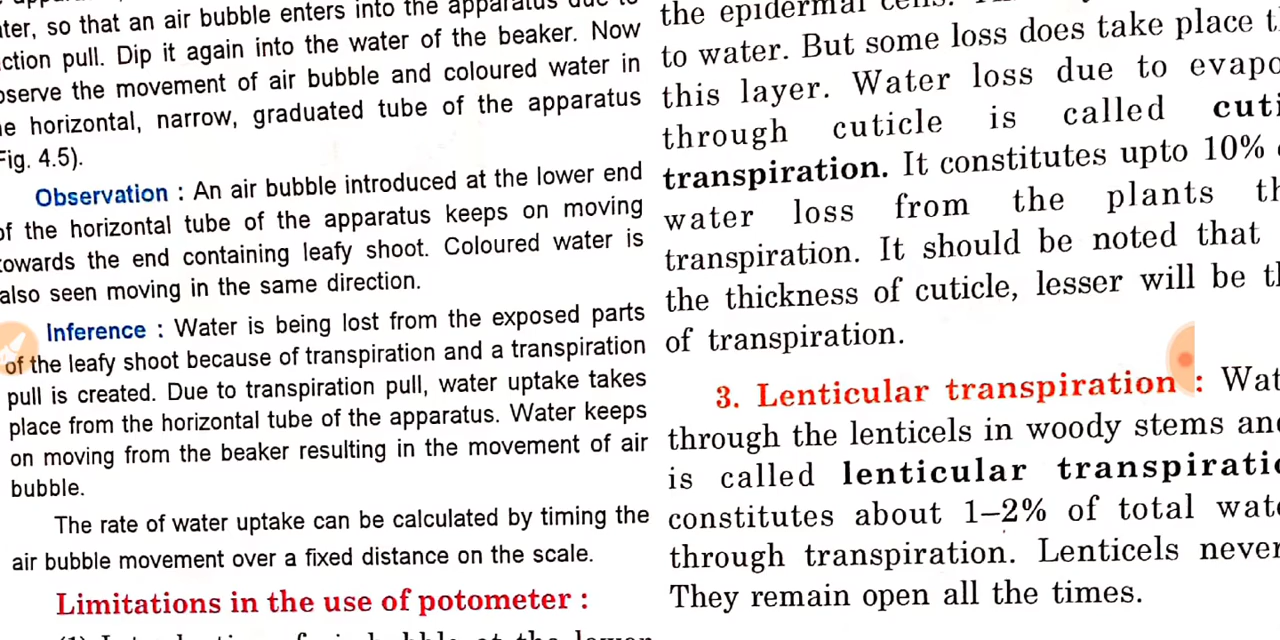 ter, so that an air bubble enters into the apparatus due to
ction pull. Dip it again into the water of the beaker. Now
bserve the movement of air bubble and coloured water in
e horizontal, narrow, graduated tube of the apparatus
Fig. 4.5).
Observation : An air bubble introduced at the lower end
of the horizontal tube of the apparatus keeps on moving
towards the end containing leafy shoot. Coloured water is
also seen moving in the same direction.
Inference : Water is being lost from the exposed parts
of the leafy shoot because of transpiration and a transpiration
pull is created. Due to transpiration pull, water uptake takes
place from the horizontal tube of the apparatus. Water keeps
on moving from the beaker resulting in the movement of air
bubble.
The rate of water uptake can be calculated by timing the
air bubble movement over a fixed distance on the scale.
Limitations in the use of potometer :
the epidermal cells.
to water. But some loss does take place
this layer. Water loss due to evapo
through cuticle is called cuti
transpiration. It constitutes upto 10%
water loss from the plants th
transpiration. It should be noted that
the thickness of cuticle, lesser will be th
of transpiration.
3. Lenticular transpiration : Wat
through the lenticels in woody stems and
is called lenticular transpiratio
constitutes about 1–2% of total wate
through transpiration. Lenticels never
They remain open all the times.